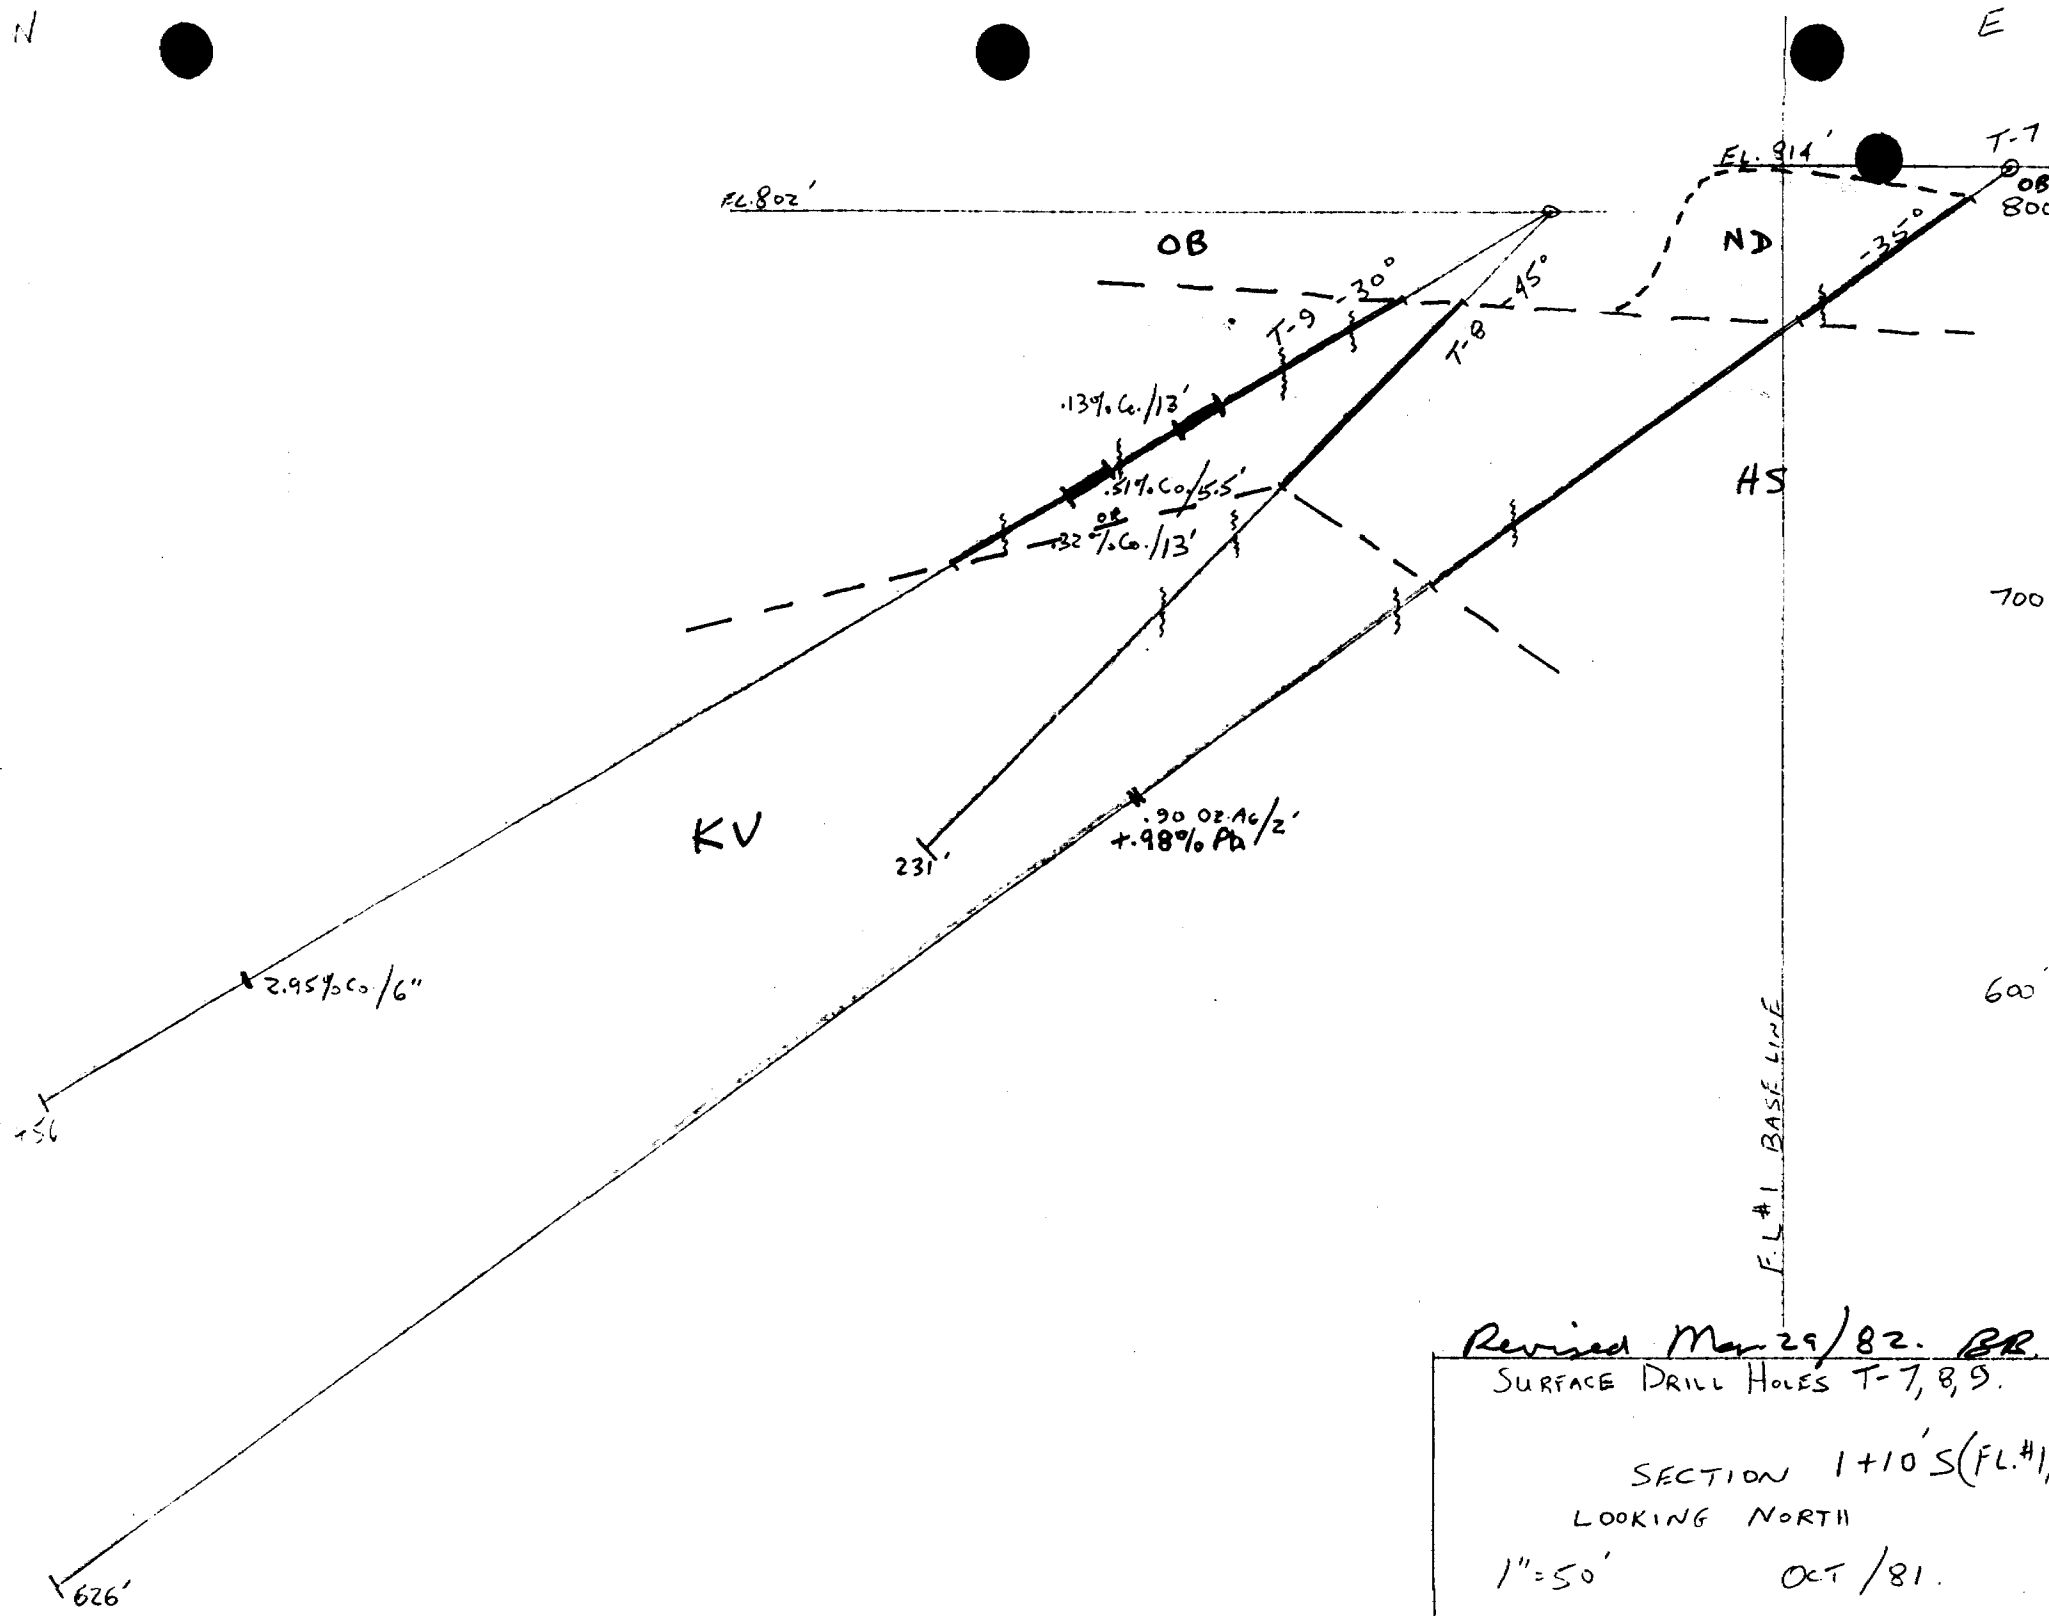 N
E
T-7
EL. 814'
OB
800
EL. 802'
OB
ND
-35°
-30°
-45°
T-9
T-8
.13% Co./13'
.51% Co./5.5'
OR
.32% Co./13'
HS
700
KV
.90 OZ. AG/2'
+.98% Pb
231'
2.95% Co./6"
600'
F.L #1 BASE LINE
626'
Revised Mar 29/82. BR.
SURFACE DRILL HOLES T-7, 8, 9.
SECTION 1+10'S (FL. #1)
LOOKING NORTH
1"=50' OCT /81.